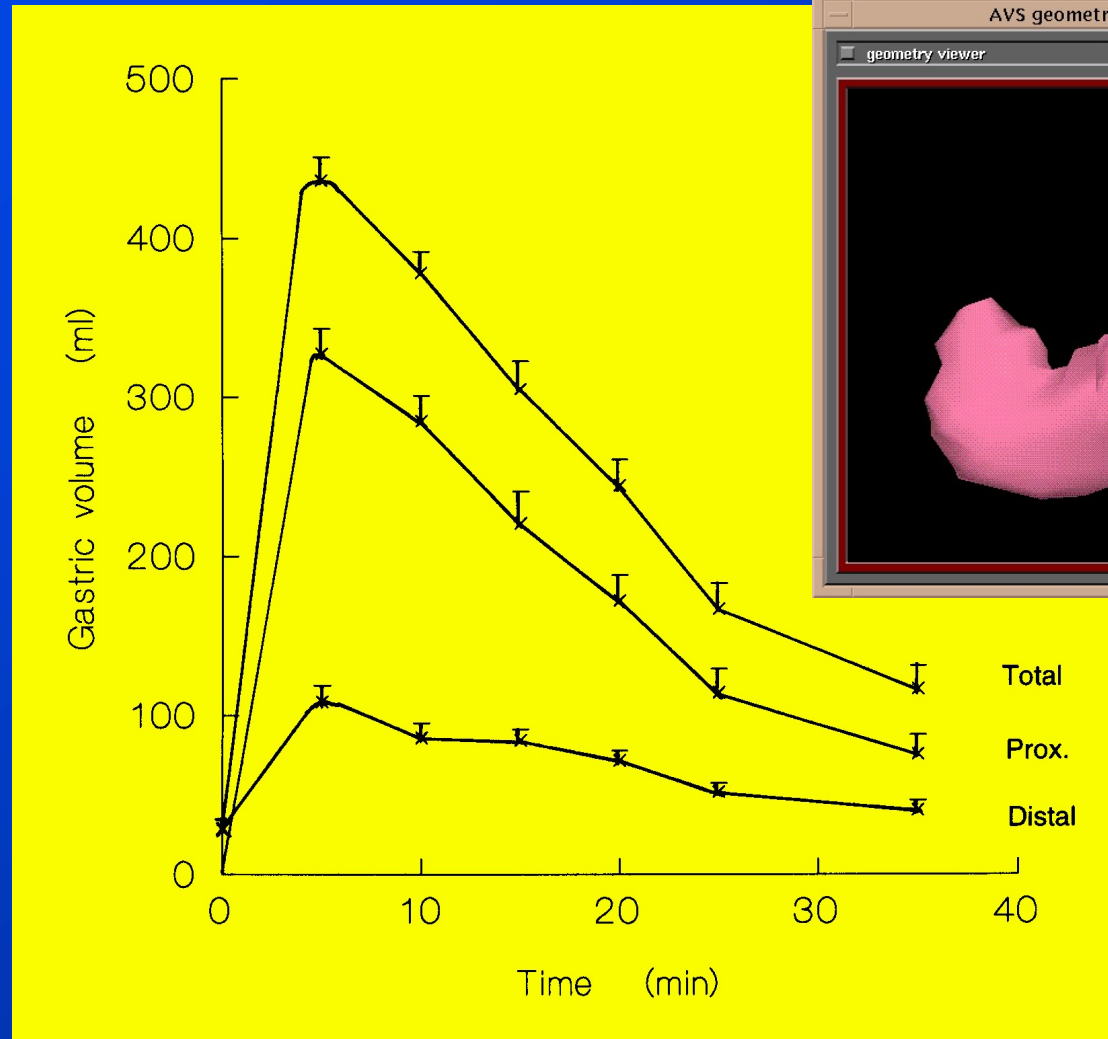 AVS geometr
geometry viewer
500
400
300
200
100
0
Gastric volume (ml)
0 10 20 30 40
Time (min)
Total
Prox.
Distal